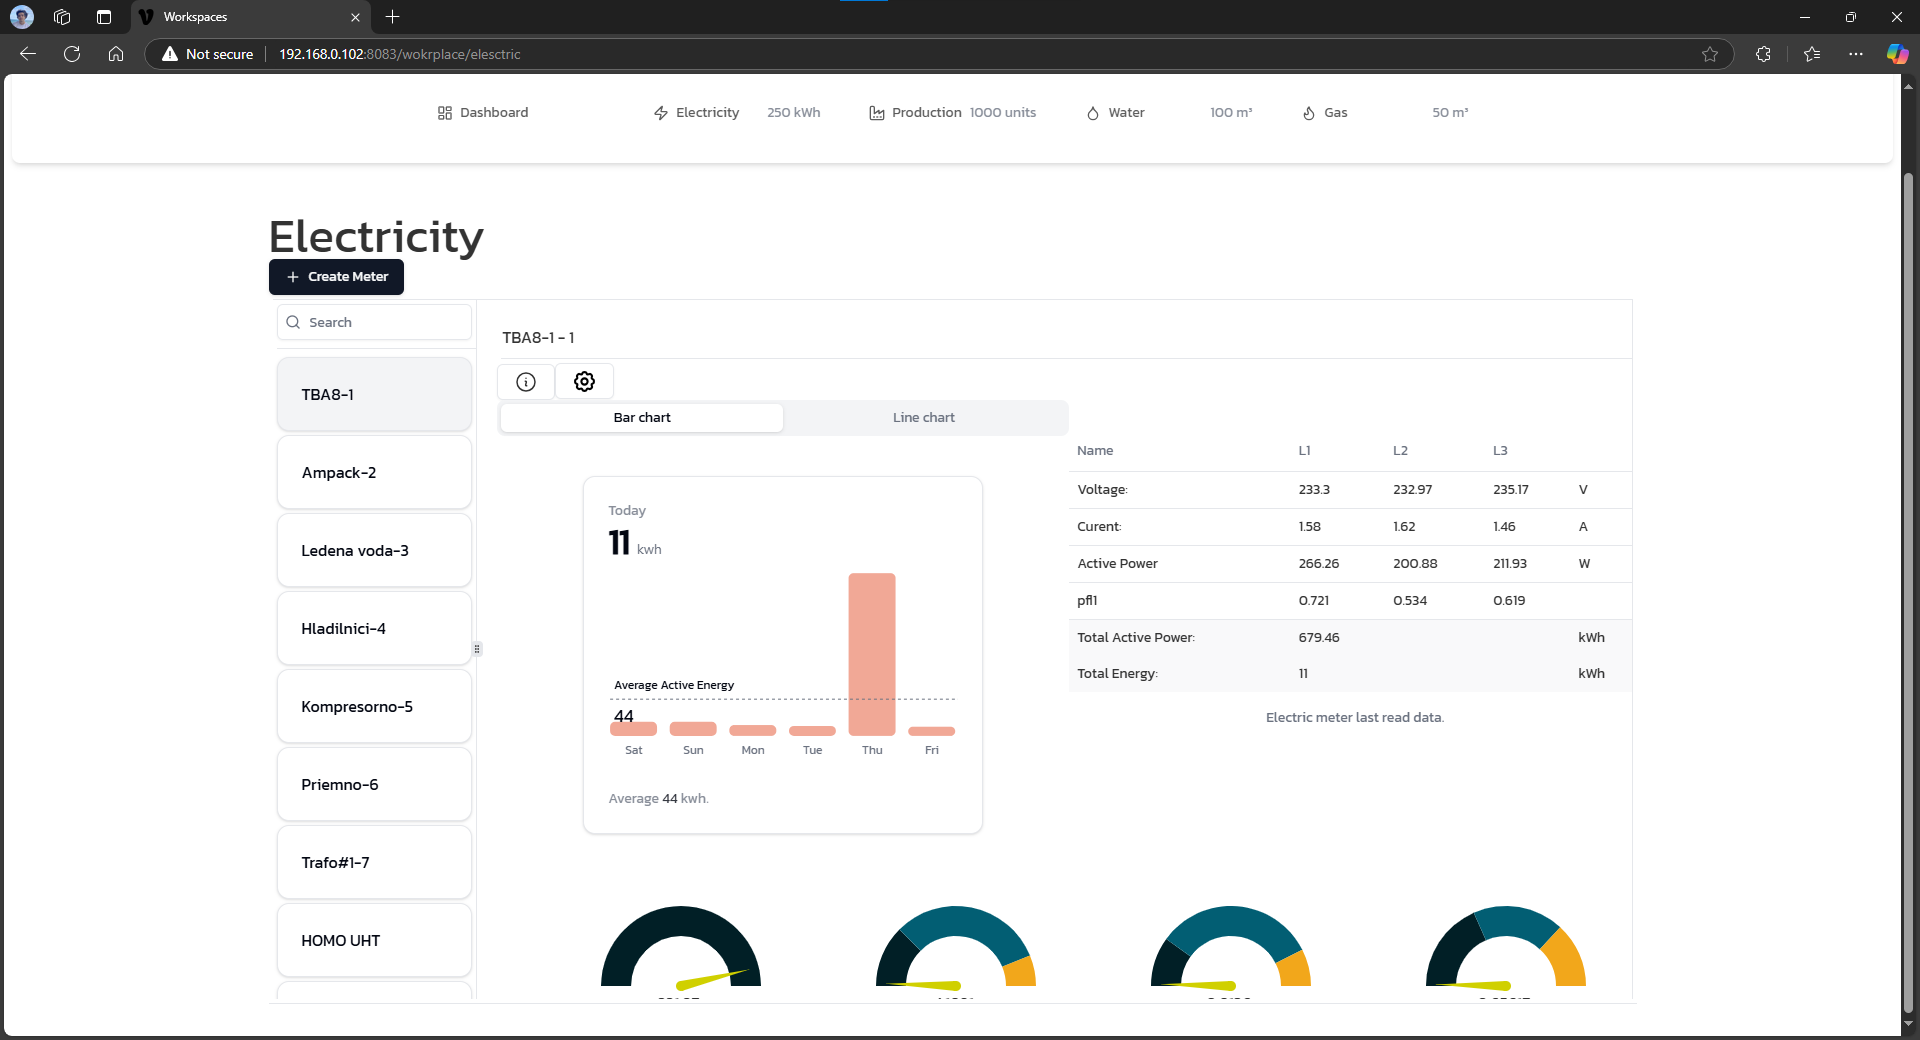 Workspaces
Not secure 192.168.0.102:8083/wokrplace/elesctric
Dashboard Electricity 250 kWh Production 1000 units Water 100 m³ Gas 50 m³
Electricity
Create Meter
Search
TBA8-1
Ampack-2
Ledena voda-3
Hladilnici-4
Kompresorno-5
Priemno-6
Trafo#1-7
HOMO UHT
TBA8-1 - 1
Bar chart Line chart
Today
11 kwh
Average Active Energy
44
Sat Sun Mon Tue Thu Fri
Average 44 kwh.
Name L1 L2 L3
Voltage: 233.3 232.97 235.17 V
Curent: 1.58 1.62 1.46 A
Active Power 266.26 200.88 211.93 W
pfl1 0.721 0.534 0.619
Total Active Power: 679.46 kWh
Total Energy: 11 kWh
Electric meter last read data.